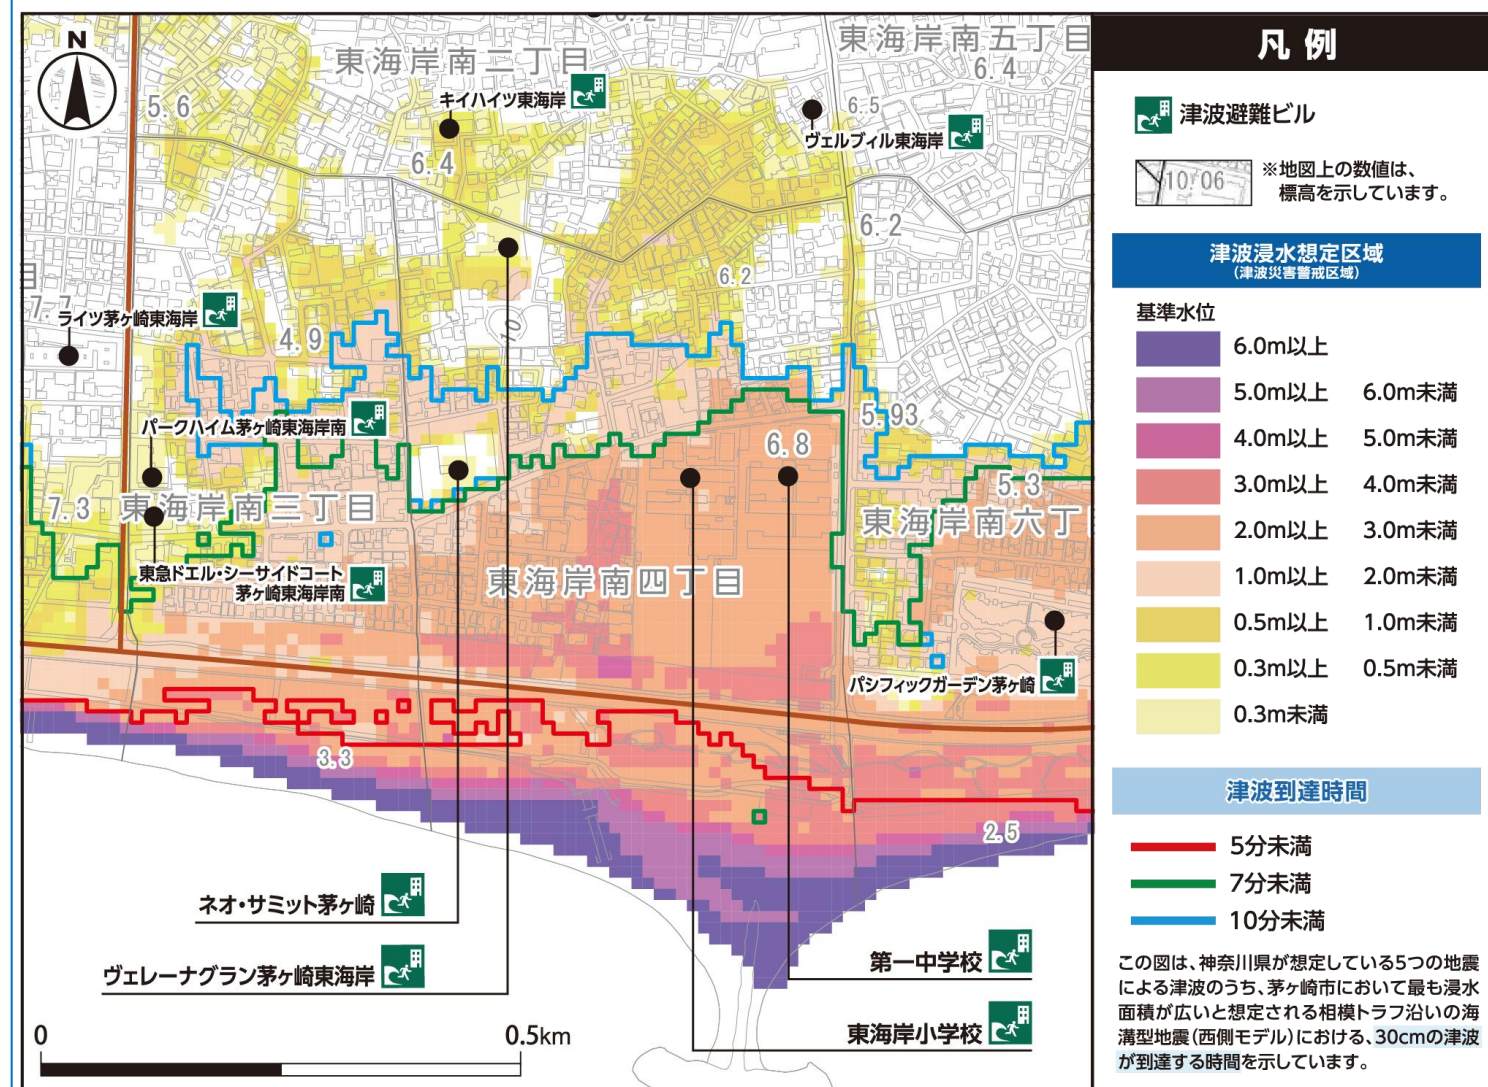 N
東海岸南二丁目
東海岸南五丁目
6.4
6.2
5.6
キイハイツ東海岸
6.5
ヴェルブィル東海岸
6.4
6.2
6.2
目
7.7
ライツ茅ヶ崎東海岸
4.9
10
パークハイム茅ヶ崎東海岸南
5.93
6.8
7.3
東海岸南三丁目
5.3
東海岸南六丁
東急ドエル・シーサイドコート
茅ヶ崎東海岸南
東海岸南四丁目
パシフィックガーデン茅ヶ崎
3.3
2.5
ネオ・サミット茅ヶ崎
ヴェレーナグラン茅ヶ崎東海岸
第一中学校
東海岸小学校
0
0.5km
凡例
津波避難ビル
10.06
※地図上の数値は、
標高を示しています。
津波浸水想定区域
(津波災害警戒区域)
基準水位
6.0m以上
5.0m以上 6.0m未満
4.0m以上 5.0m未満
3.0m以上 4.0m未満
2.0m以上 3.0m未満
1.0m以上 2.0m未満
0.5m以上 1.0m未満
0.3m以上 0.5m未満
0.3m未満
津波到達時間
5分未満
7分未満
10分未満
この図は、神奈川県が想定している5つの地震
による津波のうち、茅ヶ崎市において最も浸水
面積が広いと想定される相模トラフ沿いの海
溝型地震(西側モデル)における、30cmの津波
が到達する時間を示しています。